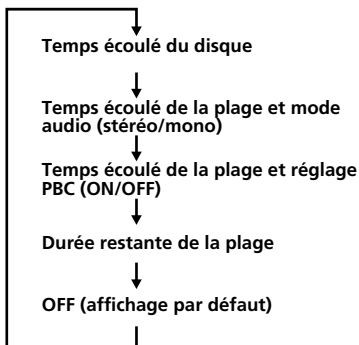 Temps écoulé du disque
Temps écoulé de la plage et mode
audio (stéréo/mono)
Temps écoulé de la plage et réglage
PBC (ON/OFF)
Durée restante de la plage
OFF (affichage par défaut)